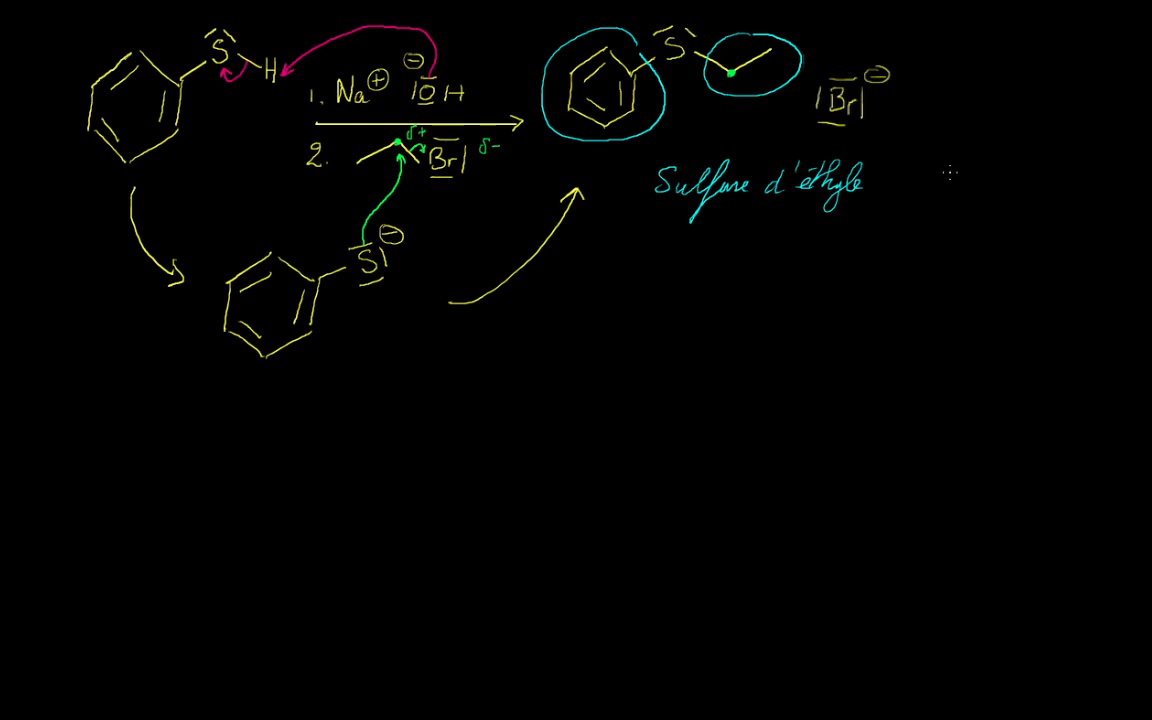 S H
1. Na⊕ ⊖|OH
2. δ+ Br| δ-
S ⊖
S
|Br| ⊖
Sulfure d'éthyle